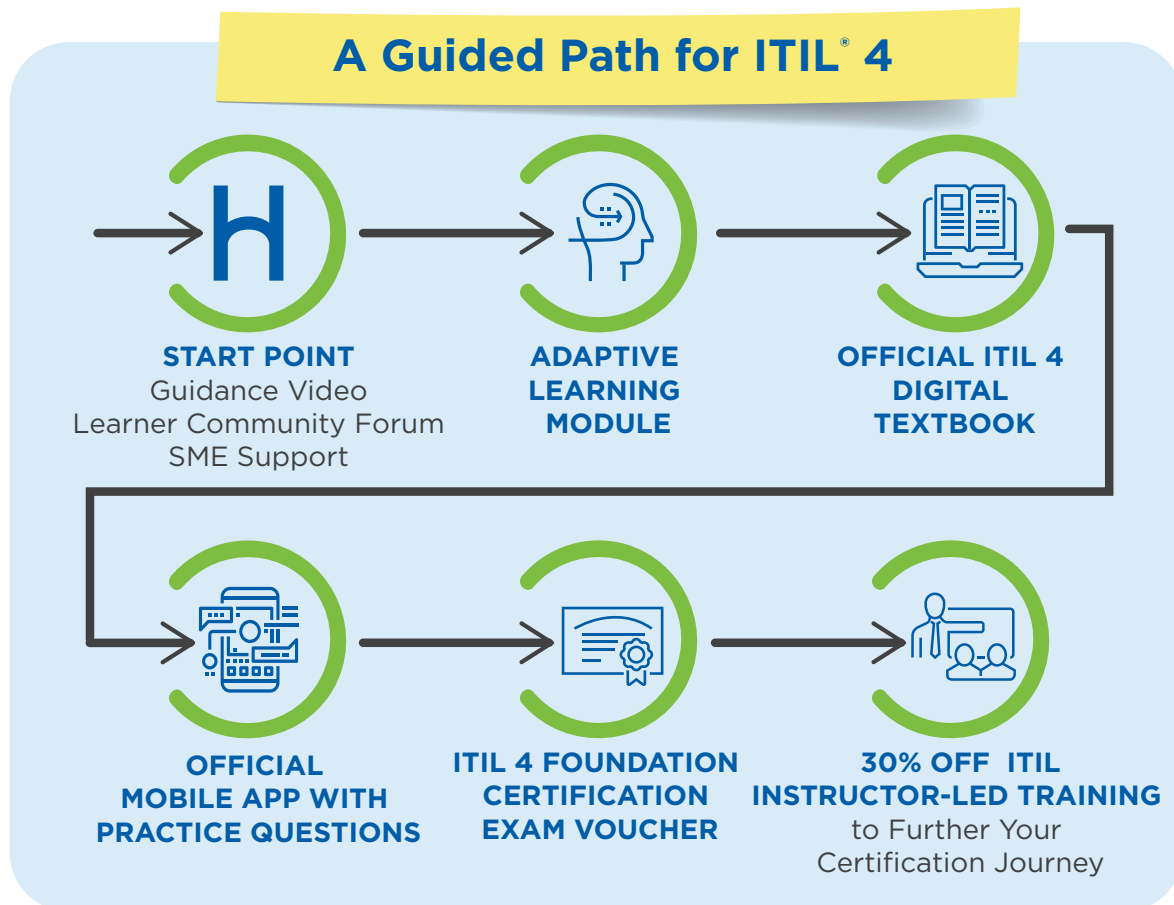 A Guided Path for ITIL® 4
H
START POINT
Guidance Video
Learner Community Forum
SME Support
ADAPTIVE
LEARNING
MODULE
OFFICIAL ITIL 4
DIGITAL
TEXTBOOK
OFFICIAL
MOBILE APP WITH
PRACTICE QUESTIONS
ITIL 4 FOUNDATION
CERTIFICATION
EXAM VOUCHER
30% OFF ITIL
INSTRUCTOR-LED TRAINING
to Further Your
Certification Journey